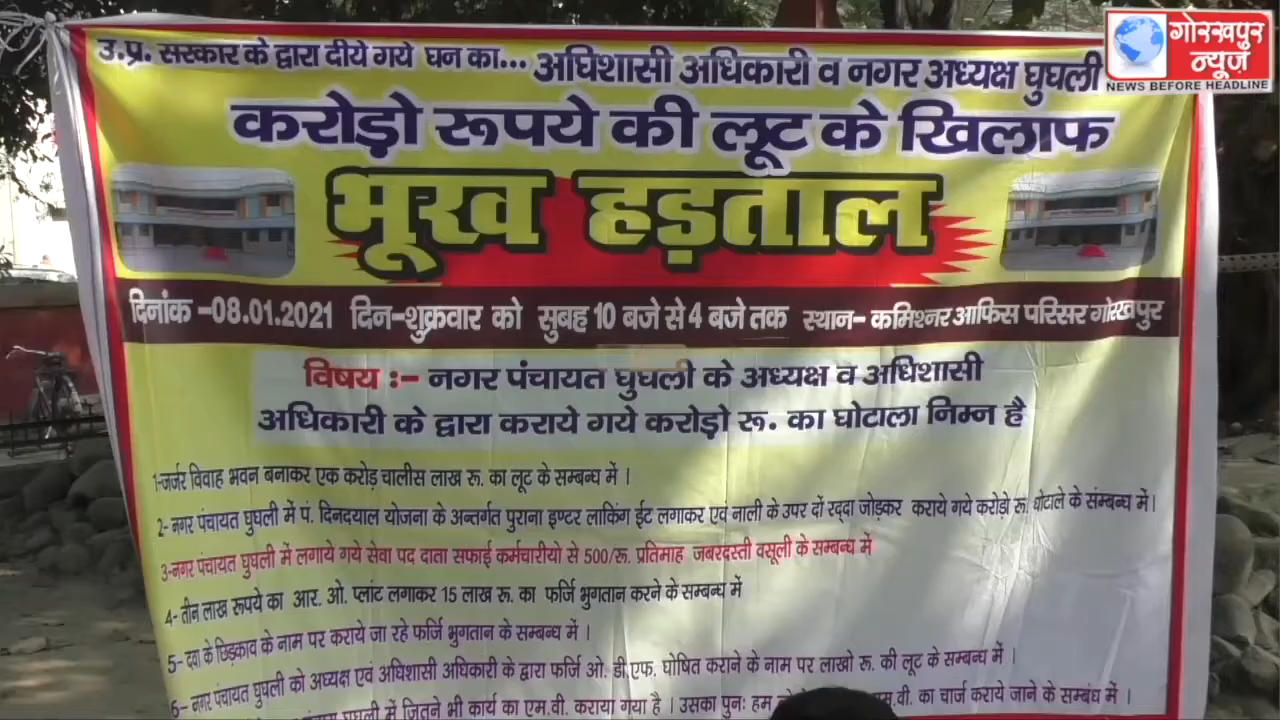 गोरखपुर
न्यूज़
NEWS BEFORE HEADLINE
उ.प्र. सरकार के द्वारा दीये गये घन का... अधिशासी अधिकारी व नगर अध्यक्ष घुघली
करोड़ो रूपये की लूट के खिलाफ
भूख हड़ताल
दिनांक -08.01.2021 दिन-शुक्रवार को सुबह 10 बजे से 4 बजे तक स्थान- कमिश्नर आफिस परिसर गोरखपुर
विषय :- नगर पंचायत घुघली के अध्यक्ष व अधिशासी
अधिकारी के द्वारा कराये गये करोड़ो रू. का घोटाला निम्न है
1-जर्जर विवाह भवन बनाकर एक करोड़ चालीस लाख रू. का लूट के सम्बन्ध में ।
2- नगर पंचायत घुघली में पं. दिनदयाल योजना के अन्तर्गत पुराना इण्टर लाकिंग ईट लगाकर एवं नाली के उपर दों रद्दा जोड़कर कराये गये करोड़ो रू. घोटाले के संम्बन्ध में।
3-नगर पंचायत घुघली में लगाये गये सेवा पद दाता सफाई कर्मचारीयो से 500/रू. प्रतिमाह जबरदस्ती वसूली के सम्बन्ध में
4- तीन लाख रूपये का आर. ओ. प्लांट लगाकर 15 लाख रू. का फर्जि भुगतान करने के सम्बन्ध में
5- दवा के छिड़काव के नाम पर कराये जा रहे फर्जि भुगतान के सम्बन्ध में ।
6- नगर पंचायत घुघली को अध्यक्ष एवं अधिशासी अधिकारी के द्वारा फर्जि ओ. डी.एफ. घोषित कराने के नाम पर लाखो रू. की लूट के सम्बन्ध में ।
घुघली में जितने भी कार्य का एम.वी. कराया गया है । उसका पुनः हम एम.वी. का चार्ज कराये जाने के सम्बंध में ।